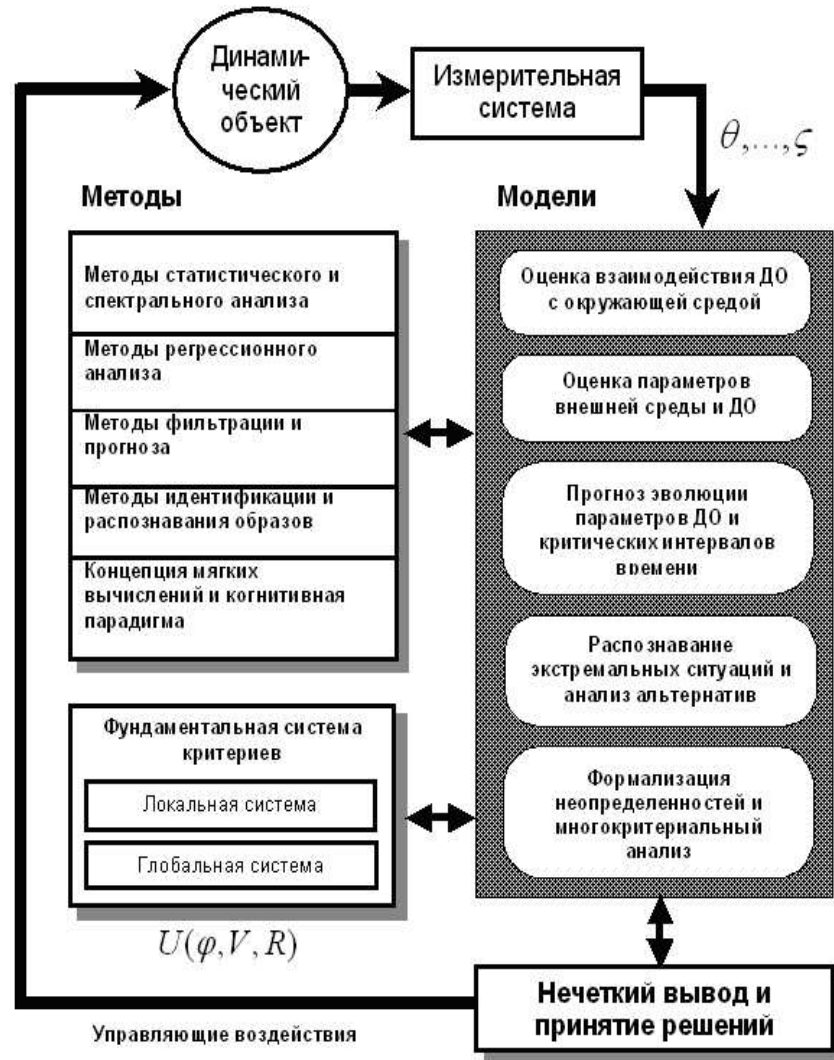 Динами-
ческий
объект
Измерительная
система
θ,...,ς
Методы
Модели
Методы статистического и
спектрального анализа
Методы регрессионного
анализа
Методы фильтрации и
прогноза
Методы идентификации и
распознавания образов
Концепция мягких
вычислений и когнитивная
парадигма
Оценка взаимодействия ДО
с окружающей средой
Оценка параметров
внешней среды и ДО
Прогноз эволюции
параметров ДО и
критических интервалов
времени
Распознавание
экстремальных ситуаций и
анализ альтернатив
Формализация
неопределенностей и
многокритериальный
анализ
Фундаментальная система
критериев
Локальная система
Глобальная система
U(φ,V,R)
Нечеткий вывод и
принятие решений
Управляющие воздействия